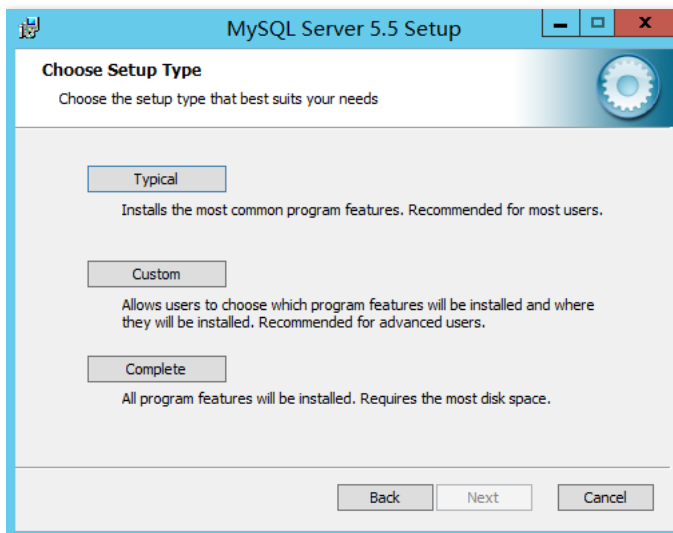 MySQL Server 5.5 Setup
Choose Setup Type
Choose the setup type that best suits your needs
Typical
Installs the most common program features. Recommended for most users.
Custom
Allows users to choose which program features will be installed and where
they will be installed. Recommended for advanced users.
Complete
All program features will be installed. Requires the most disk space.
Back Next Cancel